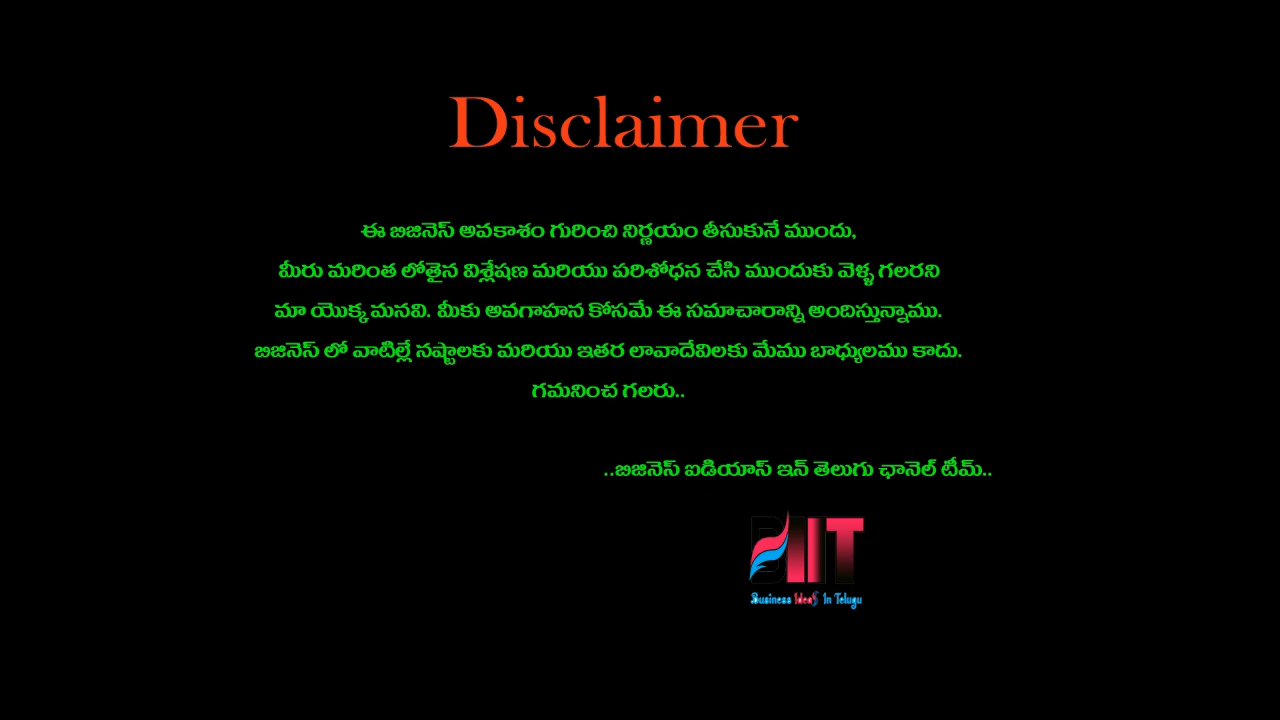 Disclaimer
ఈ బిజినెస్ అవకాశం గురించి నిర్ణయం తీసుకునే ముందు,
మీరు మరింత లోతైన విశ్లేషణ మరియు పరిశోధన చేసి ముందుకు వెళ్ళ గలరని
మా యొక్క మనవి. మీకు అవగాహన కోసమే ఈ సమాచారాన్ని అందిస్తున్నాము.
బిజినెస్ లో వాటిల్లే నష్టాలకు మరియు ఇతర లావాదేవిలకు మేము బాధ్యులము కాదు.
గమనించ గలరు..
..బిజినెస్ ఐడియాస్ ఇన్ తెలుగు ఛానెల్ టీమ్..
BIIT
Business Ideas In Telugu